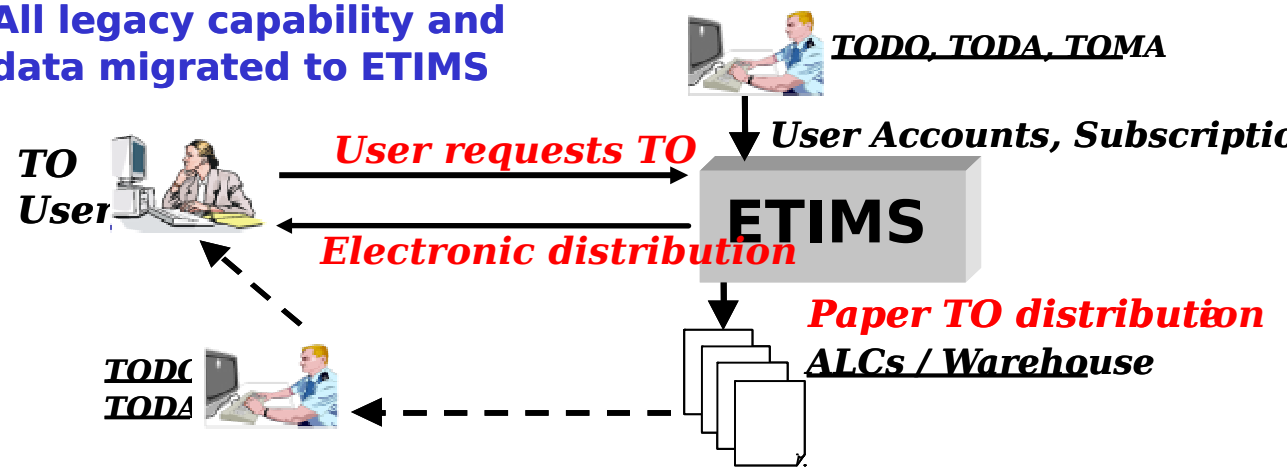 All legacy capability and
data migrated to ETIMS
TODO, TODA, TOMA
User Accounts, Subscriptio
User requests TO
TO
User
ETIMS
Electronic distribution
Paper TO distribution
ALCs / Warehouse
TODO
TODA